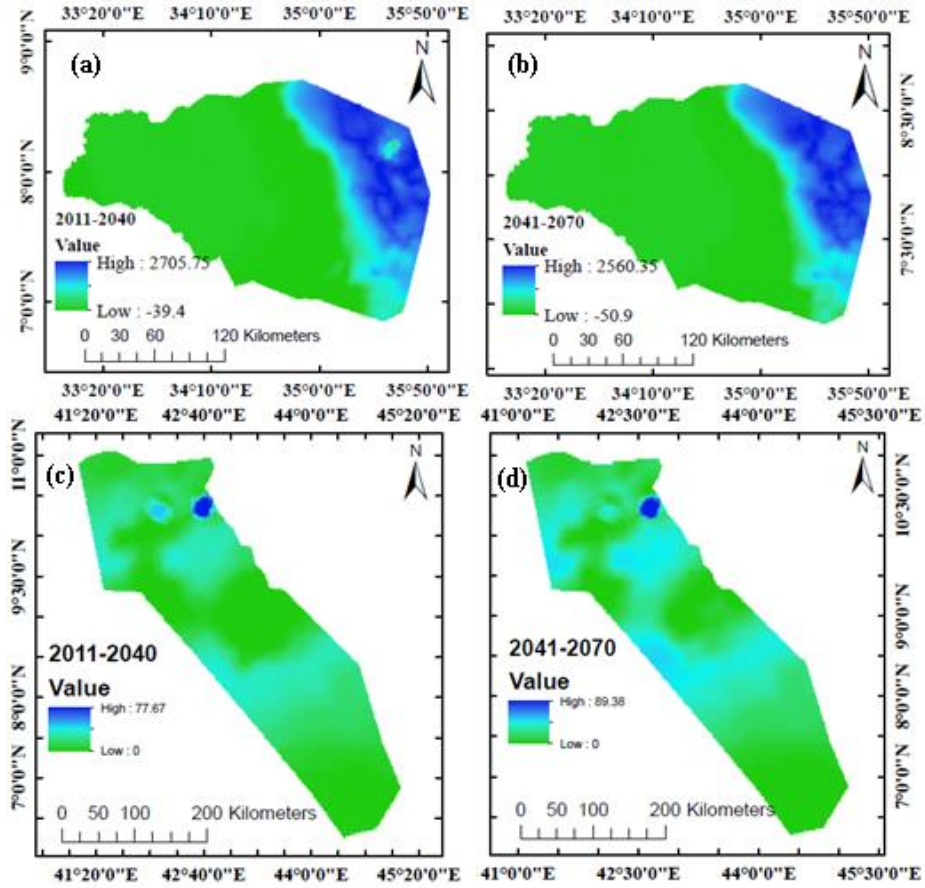 33°20'0"E 34°10'0"E 35°0'0"E 35°50'0"E
33°20'0"E 34°10'0"E 35°0'0"E 35°50'0"E
9°0'0"N
8°0'0"N
7°0'0"N
(a)
N
2011-2040
Value
High : 2705.75
Low : -39.4
0 30 60 120 Kilometers
(b)
N
8°30'0"N
7°30'0"N
2041-2070
Value
High : 2560.35
Low : -50.9
0 30 60 120 Kilometers
33°20'0"E 34°10'0"E 35°0'0"E 35°50'0"E
33°20'0"E 34°10'0"E 35°0'0"E 35°50'0"E
41°20'0"E 42°40'0"E 44°0'0"E 45°20'0"E
41°0'0"E 42°30'0"E 44°0'0"E 45°30'0"E
11°0'0"N
9°30'0"N
8°0'0"N
7°0'0"N
(c)
N
2011-2040
Value
High : 77.67
Low : 0
0 50 100 200 Kilometers
(d)
N
10°30'0"N
9°0'0"N
8°0'0"N
7°0'0"N
2041-2070
Value
High : 89.38
Low : 0
0 50 100 200 Kilometers
41°20'0"E 42°40'0"E 44°0'0"E 45°20'0"E
41°0'0"E 42°30'0"E 44°0'0"E 45°30'0"E